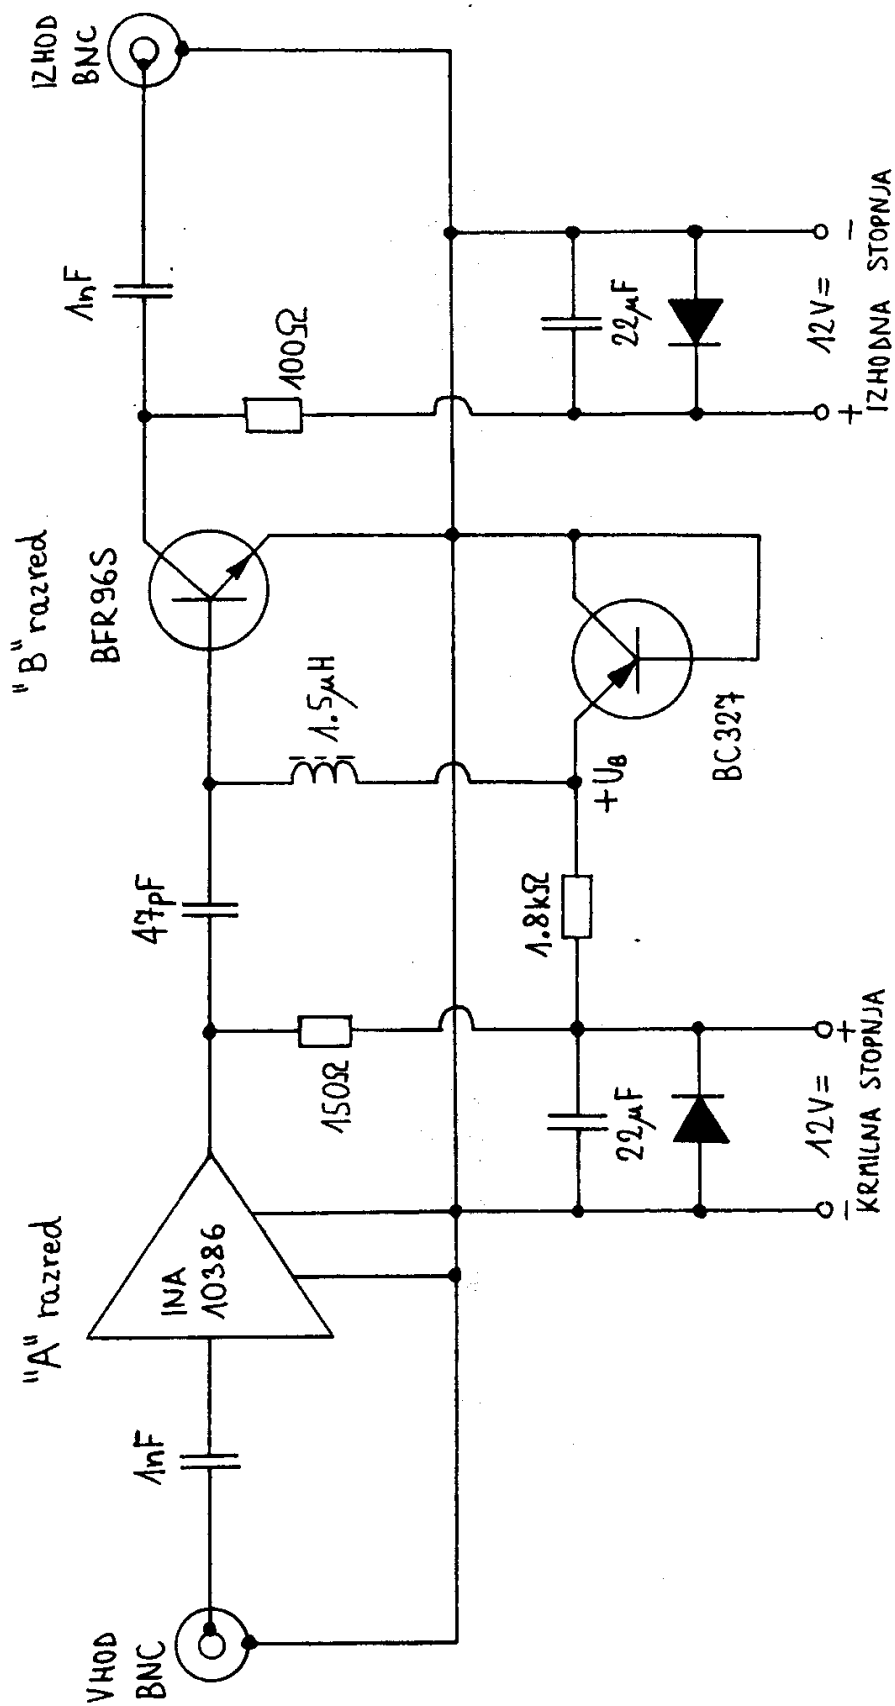 VHOD
BNC
1nF
"A" razred
INA
10386
150Ω
47pF
22µF
12V=
−
+
KRMILNA STOPNJA
1.8kΩ
+U_B
1.5µH
BC327
"B" razred
BFR96S
100Ω
1nF
22µF
12V=
+
−
IZHODNA STOPNJA
IZHOD
BNC